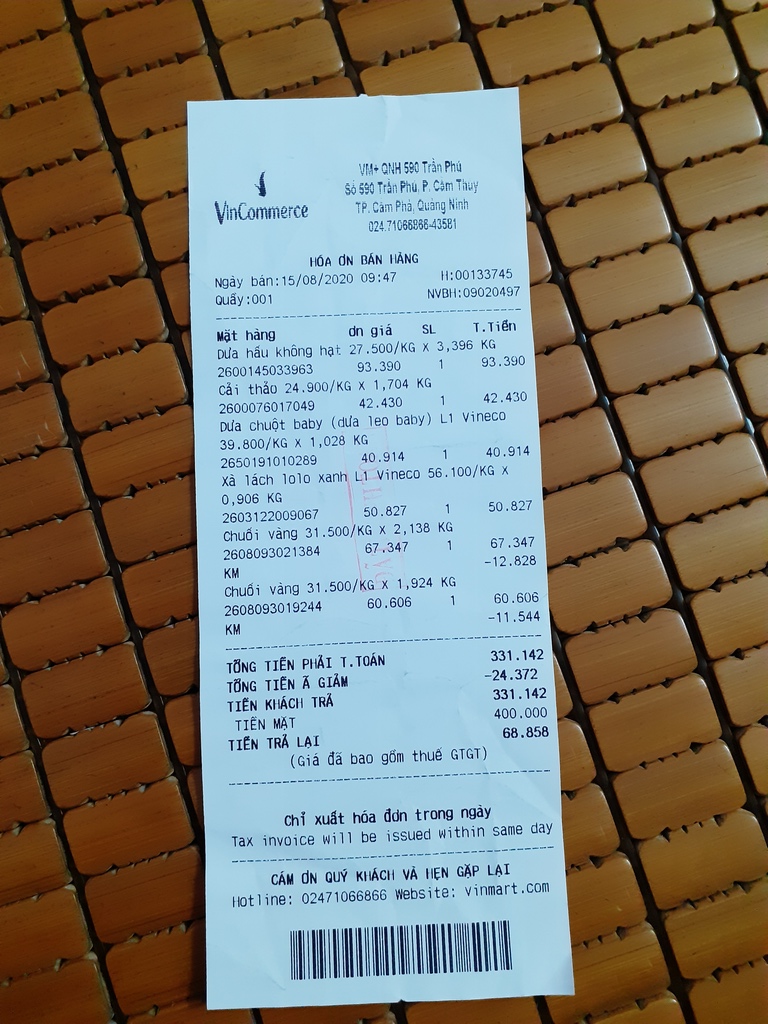 VinCommerce
VM+ QNH 590 Trần Phú
Số 590 Trần Phú, P. Cẩm Thủy
TP. Cẩm Phả, Quảng Ninh
024.71066866-43581
HÓA ƠN BÁN HÀNG
Ngày bán:15/08/2020 09:47 H:00133745
Quầy:001 NVBH:09020497
Mặt hàng ơn giá SL T.Tiền
Dưa hấu không hạt 27.500/KG X 3,396 KG
2600145033963 93.390 1 93.390
Cải thảo 24.900/KG X 1,704 KG
2600076017049 42.430 1 42.430
Dưa chuột baby (dưa leo baby) L1 Vineco
39.800/KG X 1,028 KG
2650191010289 40.914 1 40.914
Xà lách lolo xanh L1 Vineco 56.100/KG X
0,906 KG
2603122009067 50.827 1 50.827
Chuối vàng 31.500/KG X 2,138 KG
2608093021384 67.347 1 67.347
KM -12.828
Chuối vàng 31.500/KG X 1,924 KG
2608093019244 60.606 1 60.606
KM -11.544
TỔNG TIỀN PHẢI T.TOÁN 331.142
TỔNG TIỀN Ã GIẢM -24.372
TIỀN KHÁCH TRẢ 331.142
TIỀN MẶT 400.000
TIỀN TRẢ LẠI 68.858
(Giá đã bao gồm thuế GTGT)
Chỉ xuất hóa đơn trong ngày
Tax invoice will be issued within same day
CÁM ƠN QUÝ KHÁCH VÀ HẸN GẶP LẠI
Hotline: 02471066866 Website: vinmart.com